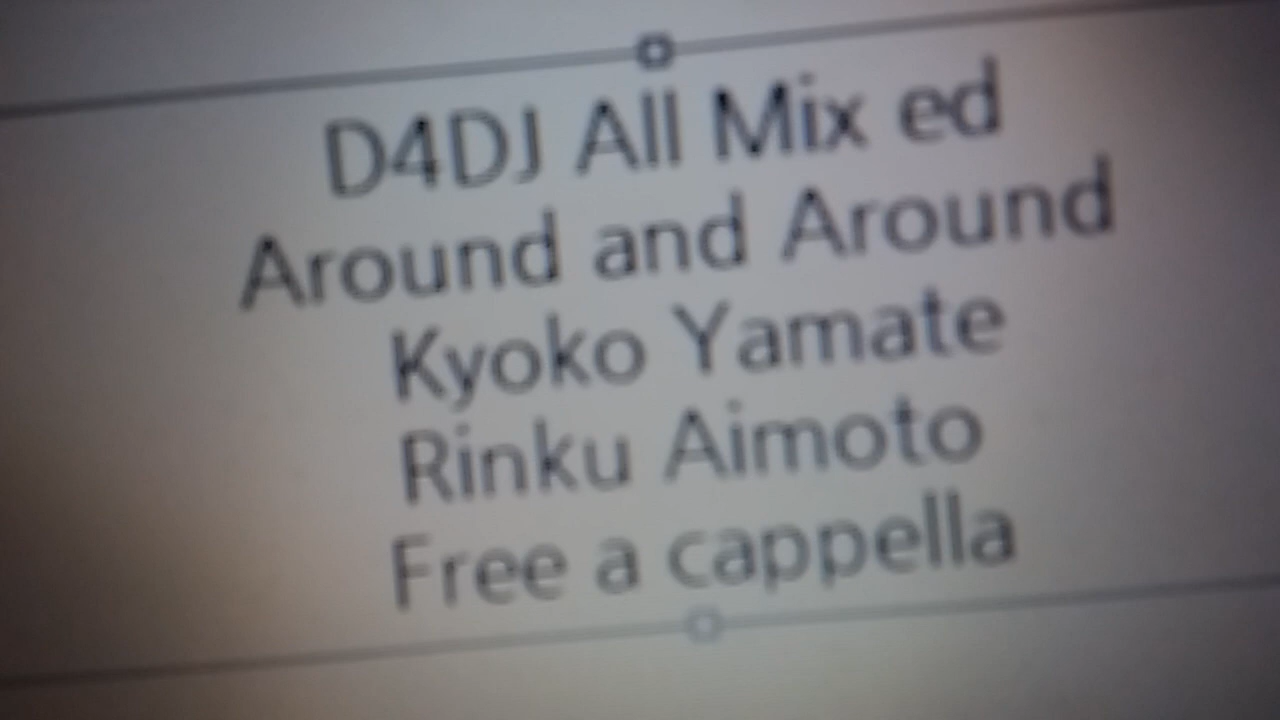 D4DJ All Mix ed
Around and Around
Kyoko Yamate
Rinku Aimoto
Free a cappella